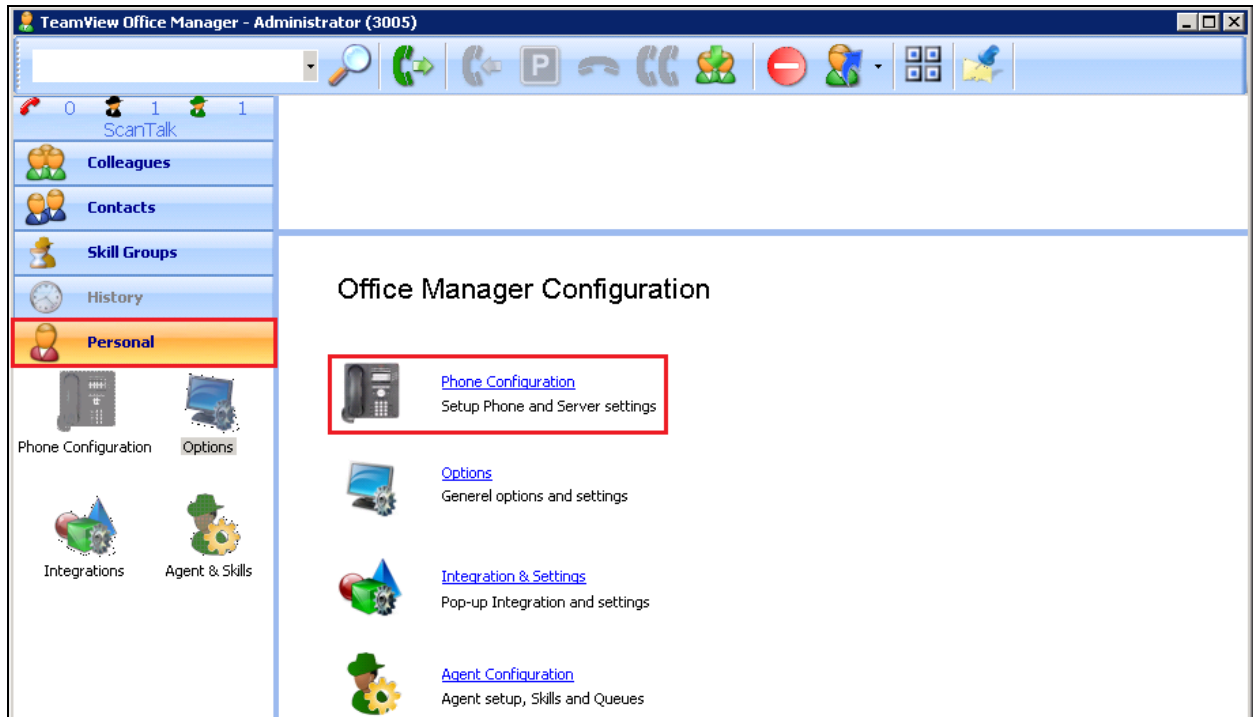 TeamView Office Manager - Administrator (3005)
P
0 1 1
ScanTalk
Colleagues
Contacts
Skill Groups
History
Personal
Phone Configuration Options
Integrations Agent & Skills
Office Manager Configuration
Phone Configuration
Setup Phone and Server settings
Options
Generel options and settings
Integration & Settings
Pop-up Integration and settings
Agent Configuration
Agent setup, Skills and Queues